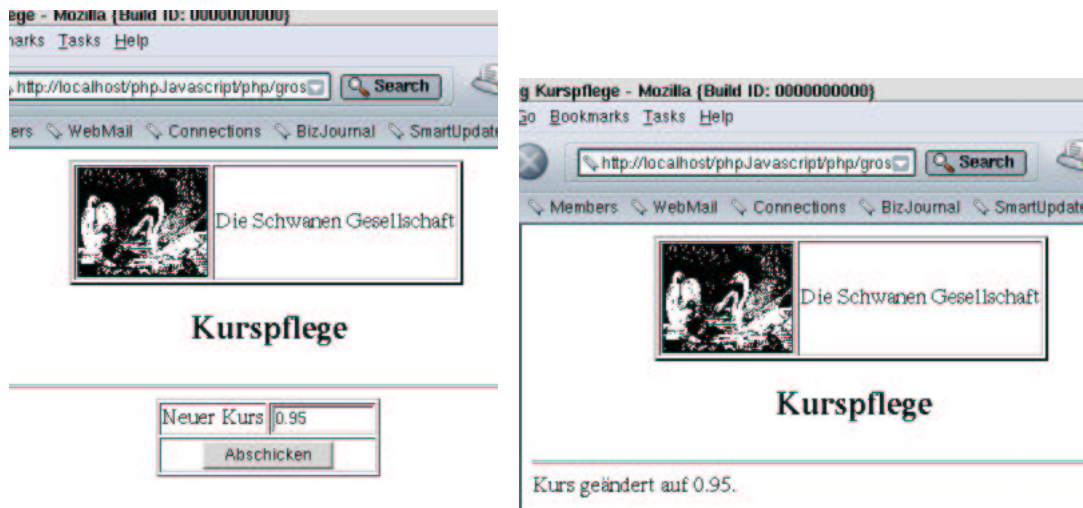 ege - Mozilla {Build ID: 0000000000}
arks Tasks Help
http://localhost/phpJavascript/php/gros Search
ers WebMail Connections BizJournal SmartUpdate
Die Schwanen Gesellschaft
Kurspflege
Neuer Kurs 0.95
Abschicken
g Kurspflege - Mozilla {Build ID: 0000000000}
Go Bookmarks Tasks Help
http://localhost/phpJavascript/php/gros Search
Members WebMail Connections BizJournal SmartUpdate
Die Schwanen Gesellschaft
Kurspflege
Kurs geändert auf 0.95.